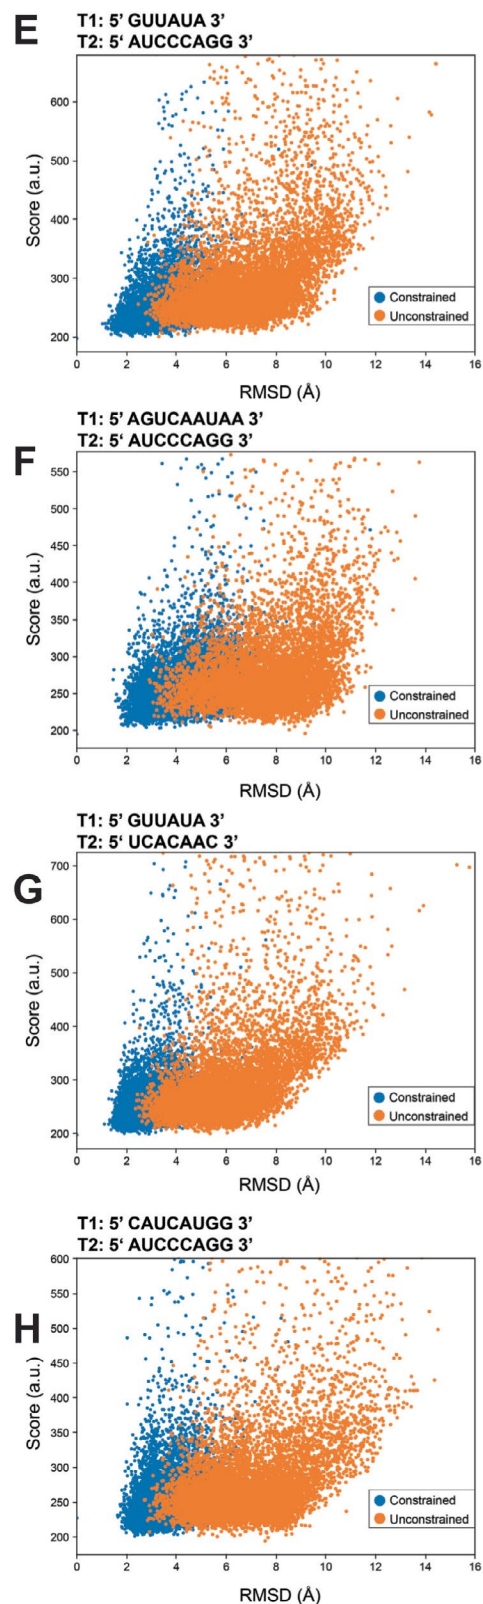 E
T1: 5’ GUUAUA 3’
T2: 5‘ AUCCCAGG 3’
Score (a.u.)
600
500
400
300
200
Constrained
Unconstrained
0 2 4 6 8 10 12 14 16
RMSD (Å)
F
T1: 5’ AGUCAAUAA 3’
T2: 5‘ AUCCCAGG 3’
Score (a.u.)
550
500
450
400
350
300
250
200
Constrained
Unconstrained
0 2 4 6 8 10 12 14 16
RMSD (Å)
G
T1: 5’ GUUAUA 3’
T2: 5‘ UCACAAC 3’
Score (a.u.)
700
600
500
400
300
200
Constrained
Unconstrained
0 2 4 6 8 10 12 14 16
RMSD (Å)
H
T1: 5’ CAUCAUGG 3’
T2: 5‘ AUCCCAGG 3’
Score (a.u.)
600
550
500
450
400
350
300
250
200
Constrained
Unconstrained
0 2 4 6 8 10 12 14 16
RMSD (Å)